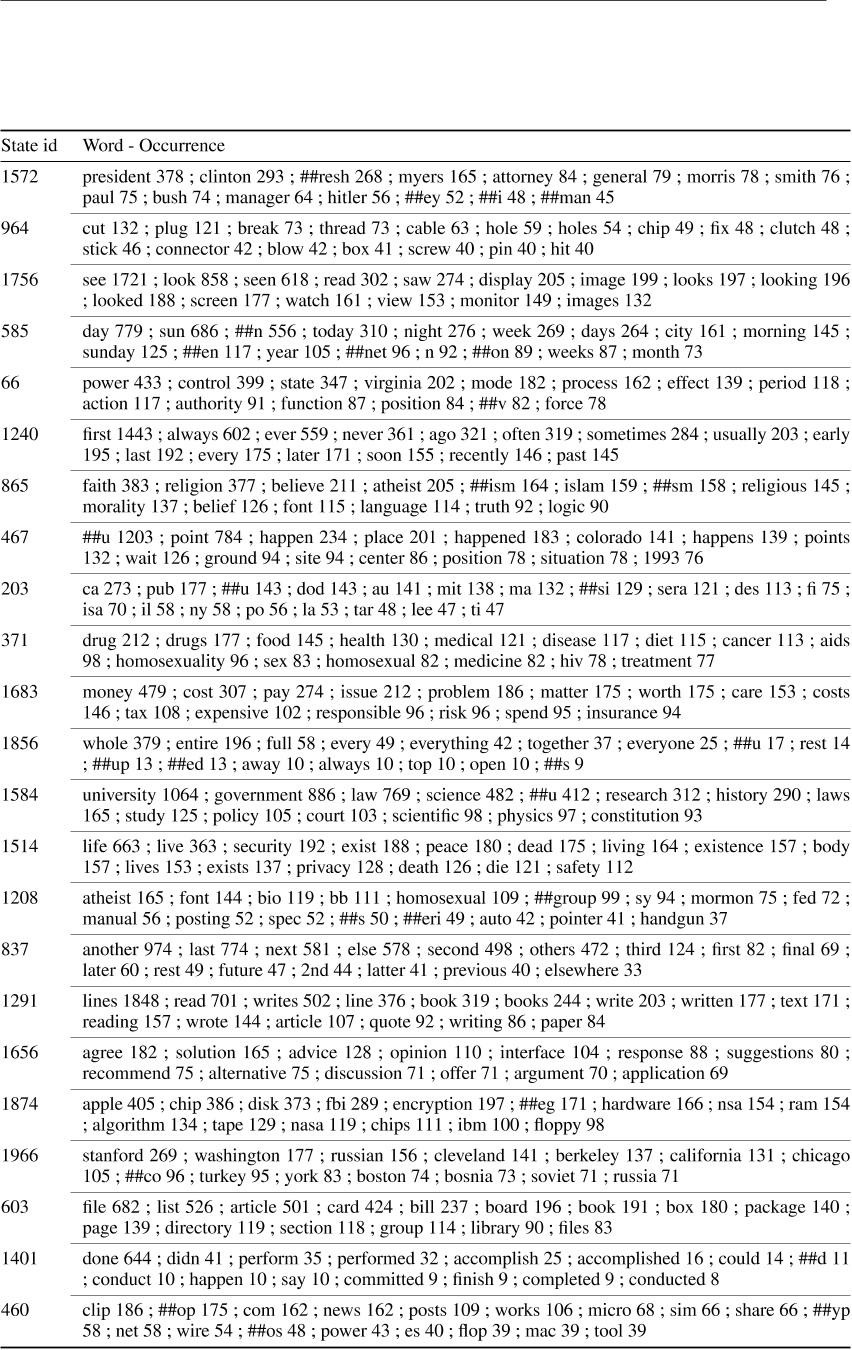 State id Word - Occurrence
1572 president 378 ; clinton 293 ; ##resh 268 ; myers 165 ; attorney 84 ; general 79 ; morris 78 ; smith 76 ;
paul 75 ; bush 74 ; manager 64 ; hitler 56 ; ##ey 52 ; ##i 48 ; ##man 45
964 cut 132 ; plug 121 ; break 73 ; thread 73 ; cable 63 ; hole 59 ; holes 54 ; chip 49 ; fix 48 ; clutch 48 ;
stick 46 ; connector 42 ; blow 42 ; box 41 ; screw 40 ; pin 40 ; hit 40
1756 see 1721 ; look 858 ; seen 618 ; read 302 ; saw 274 ; display 205 ; image 199 ; looks 197 ; looking 196
; looked 188 ; screen 177 ; watch 161 ; view 153 ; monitor 149 ; images 132
585 day 779 ; sun 686 ; ##n 556 ; today 310 ; night 276 ; week 269 ; days 264 ; city 161 ; morning 145 ;
sunday 125 ; ##en 117 ; year 105 ; ##net 96 ; n 92 ; ##on 89 ; weeks 87 ; month 73
66 power 433 ; control 399 ; state 347 ; virginia 202 ; mode 182 ; process 162 ; effect 139 ; period 118 ;
action 117 ; authority 91 ; function 87 ; position 84 ; ##v 82 ; force 78
1240 first 1443 ; always 602 ; ever 559 ; never 361 ; ago 321 ; often 319 ; sometimes 284 ; usually 203 ; early
195 ; last 192 ; every 175 ; later 171 ; soon 155 ; recently 146 ; past 145
865 faith 383 ; religion 377 ; believe 211 ; atheist 205 ; ##ism 164 ; islam 159 ; ##sm 158 ; religious 145 ;
morality 137 ; belief 126 ; font 115 ; language 114 ; truth 92 ; logic 90
467 ##u 1203 ; point 784 ; happen 234 ; place 201 ; happened 183 ; colorado 141 ; happens 139 ; points
132 ; wait 126 ; ground 94 ; site 94 ; center 86 ; position 78 ; situation 78 ; 1993 76
203 ca 273 ; pub 177 ; ##u 143 ; dod 143 ; au 141 ; mit 138 ; ma 132 ; ##si 129 ; sera 121 ; des 113 ; fi 75 ;
isa 70 ; il 58 ; ny 58 ; po 56 ; la 53 ; tar 48 ; lee 47 ; ti 47
371 drug 212 ; drugs 177 ; food 145 ; health 130 ; medical 121 ; disease 117 ; diet 115 ; cancer 113 ; aids
98 ; homosexuality 96 ; sex 83 ; homosexual 82 ; medicine 82 ; hiv 78 ; treatment 77
1683 money 479 ; cost 307 ; pay 274 ; issue 212 ; problem 186 ; matter 175 ; worth 175 ; care 153 ; costs
146 ; tax 108 ; expensive 102 ; responsible 96 ; risk 96 ; spend 95 ; insurance 94
1856 whole 379 ; entire 196 ; full 58 ; every 49 ; everything 42 ; together 37 ; everyone 25 ; ##u 17 ; rest 14
; ##up 13 ; ##ed 13 ; away 10 ; always 10 ; top 10 ; open 10 ; ##s 9
1584 university 1064 ; government 886 ; law 769 ; science 482 ; ##u 412 ; research 312 ; history 290 ; laws
165 ; study 125 ; policy 105 ; court 103 ; scientific 98 ; physics 97 ; constitution 93
1514 life 663 ; live 363 ; security 192 ; exist 188 ; peace 180 ; dead 175 ; living 164 ; existence 157 ; body
157 ; lives 153 ; exists 137 ; privacy 128 ; death 126 ; die 121 ; safety 112
1208 atheist 165 ; font 144 ; bio 119 ; bb 111 ; homosexual 109 ; ##group 99 ; sy 94 ; mormon 75 ; fed 72 ;
manual 56 ; posting 52 ; spec 52 ; ##s 50 ; ##eri 49 ; auto 42 ; pointer 41 ; handgun 37
837 another 974 ; last 774 ; next 581 ; else 578 ; second 498 ; others 472 ; third 124 ; first 82 ; final 69 ;
later 60 ; rest 49 ; future 47 ; 2nd 44 ; latter 41 ; previous 40 ; elsewhere 33
1291 lines 1848 ; read 701 ; writes 502 ; line 376 ; book 319 ; books 244 ; write 203 ; written 177 ; text 171 ;
reading 157 ; wrote 144 ; article 107 ; quote 92 ; writing 86 ; paper 84
1656 agree 182 ; solution 165 ; advice 128 ; opinion 110 ; interface 104 ; response 88 ; suggestions 80 ;
recommend 75 ; alternative 75 ; discussion 71 ; offer 71 ; argument 70 ; application 69
1874 apple 405 ; chip 386 ; disk 373 ; fbi 289 ; encryption 197 ; ##eg 171 ; hardware 166 ; nsa 154 ; ram 154
; algorithm 134 ; tape 129 ; nasa 119 ; chips 111 ; ibm 100 ; floppy 98
1966 stanford 269 ; washington 177 ; russian 156 ; cleveland 141 ; berkeley 137 ; california 131 ; chicago
105 ; ##co 96 ; turkey 95 ; york 83 ; boston 74 ; bosnia 73 ; soviet 71 ; russia 71
603 file 682 ; list 526 ; article 501 ; card 424 ; bill 237 ; board 196 ; book 191 ; box 180 ; package 140 ;
page 139 ; directory 119 ; section 118 ; group 114 ; library 90 ; files 83
1401 done 644 ; didn 41 ; perform 35 ; performed 32 ; accomplish 25 ; accomplished 16 ; could 14 ; ##d 11
; conduct 10 ; happen 10 ; say 10 ; committed 9 ; finish 9 ; completed 9 ; conducted 8
460 clip 186 ; ##op 175 ; com 162 ; news 162 ; posts 109 ; works 106 ; micro 68 ; sim 66 ; share 66 ; ##yp
58 ; net 58 ; wire 54 ; ##os 48 ; power 43 ; es 40 ; flop 39 ; mac 39 ; tool 39